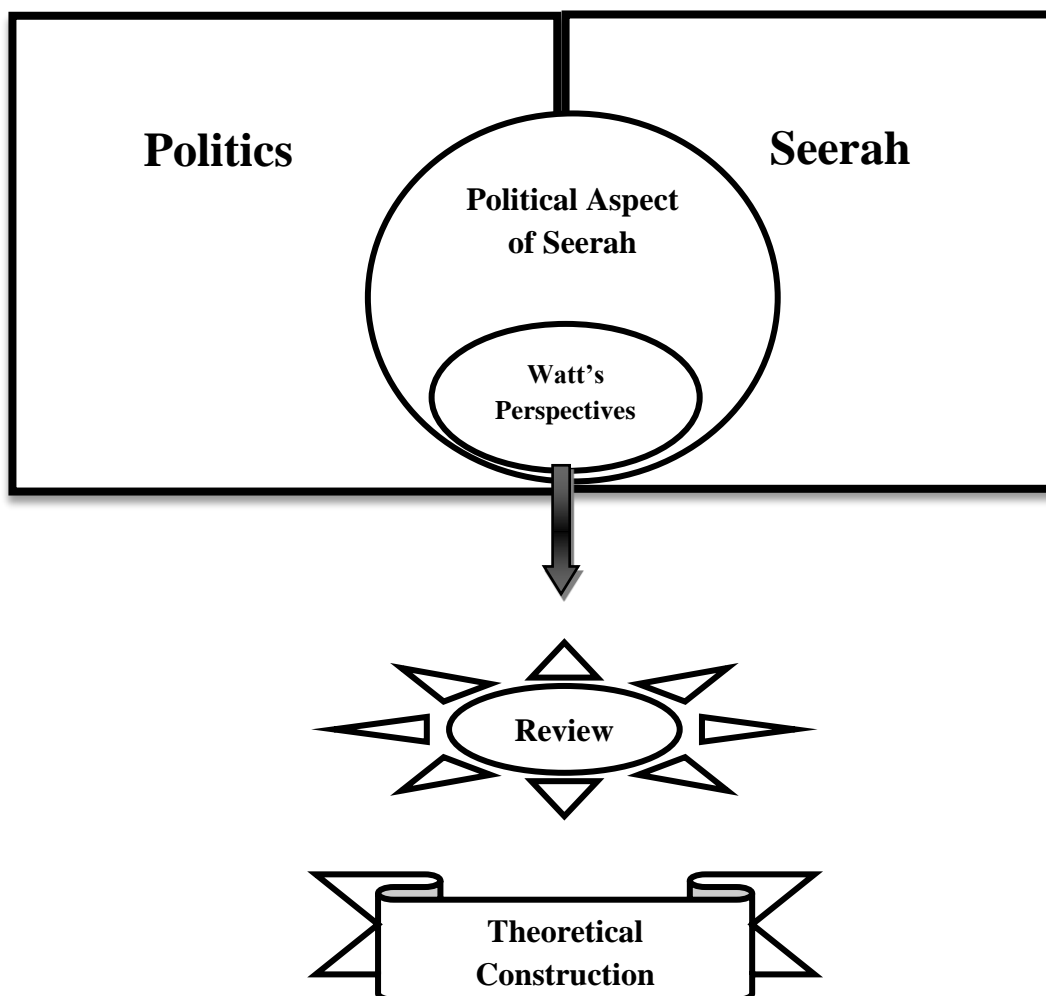 Politics
Seerah
Political Aspect
of Seerah
Watt’s
Perspectives
Review
Theoretical
Construction